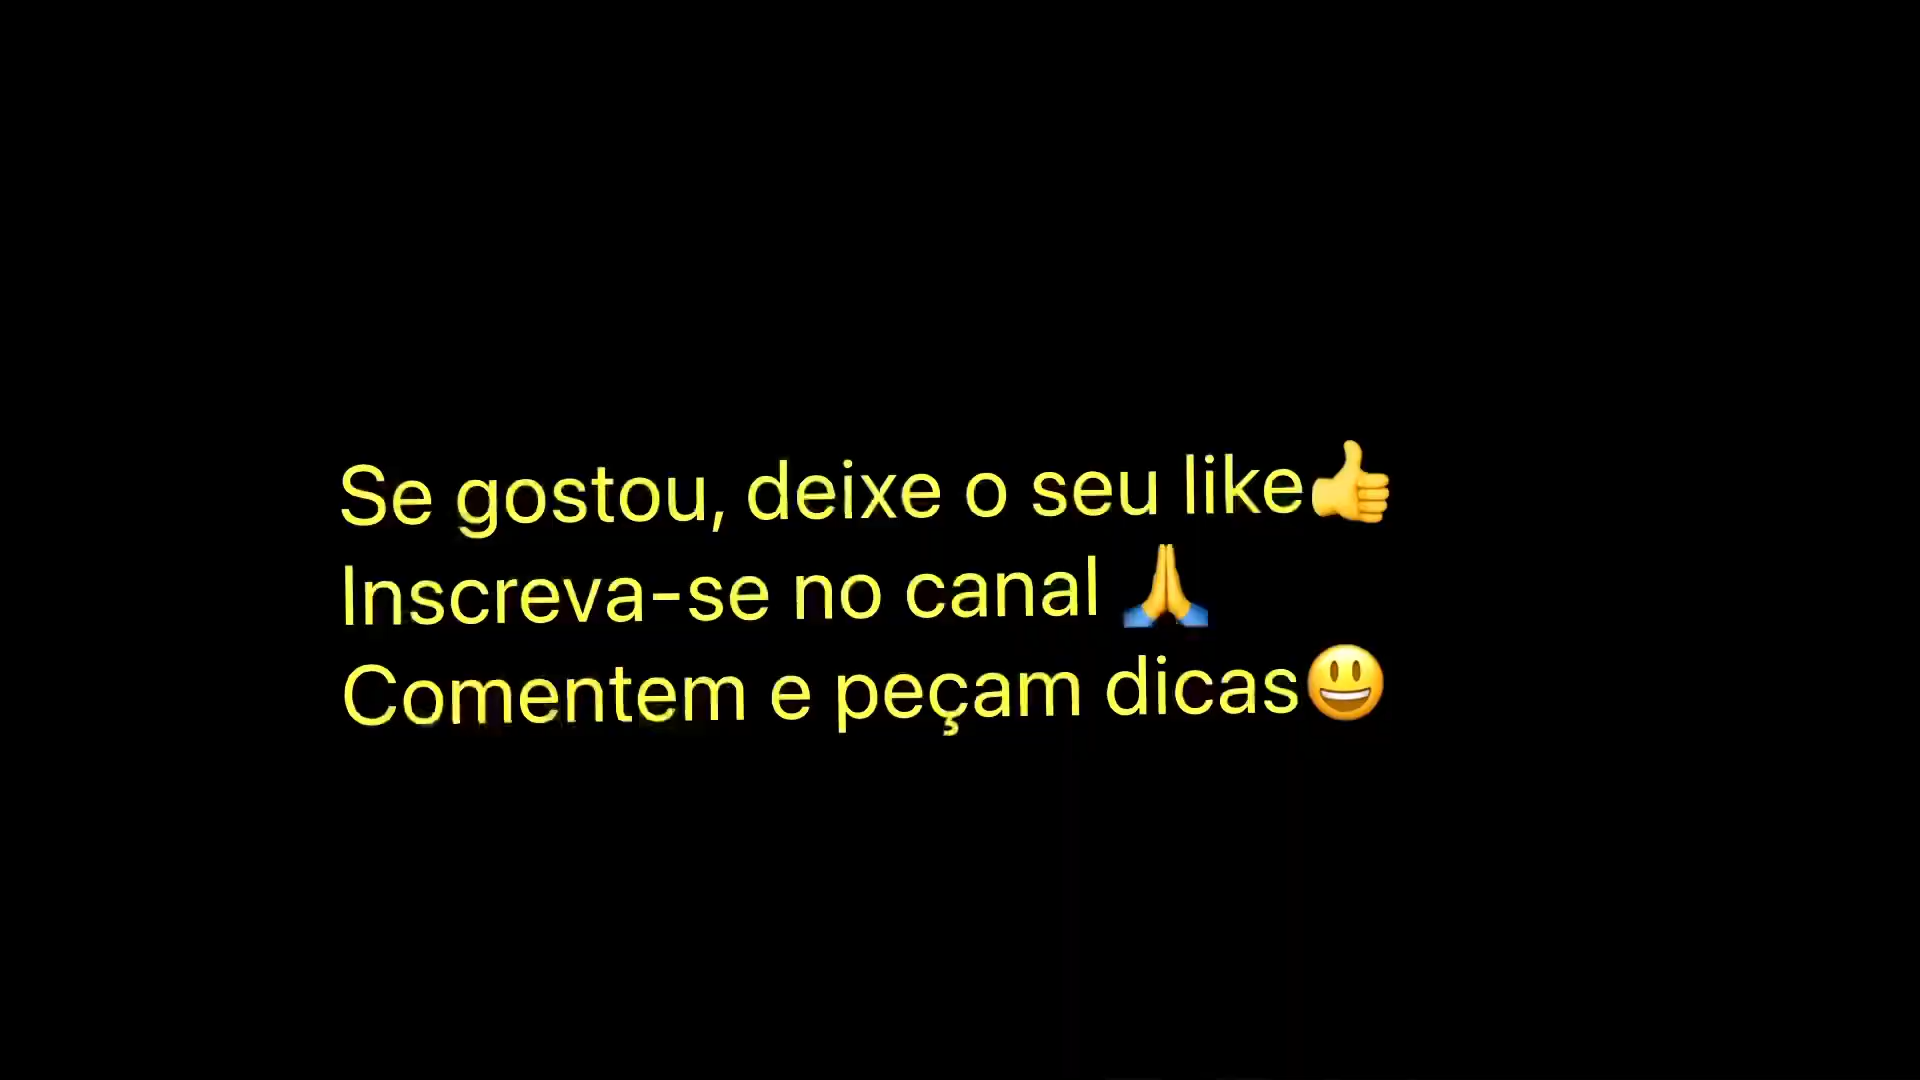 Se gostou, deixe o seu like👍
Inscreva-se no canal 🙏
Comentem e peçam dicas😃